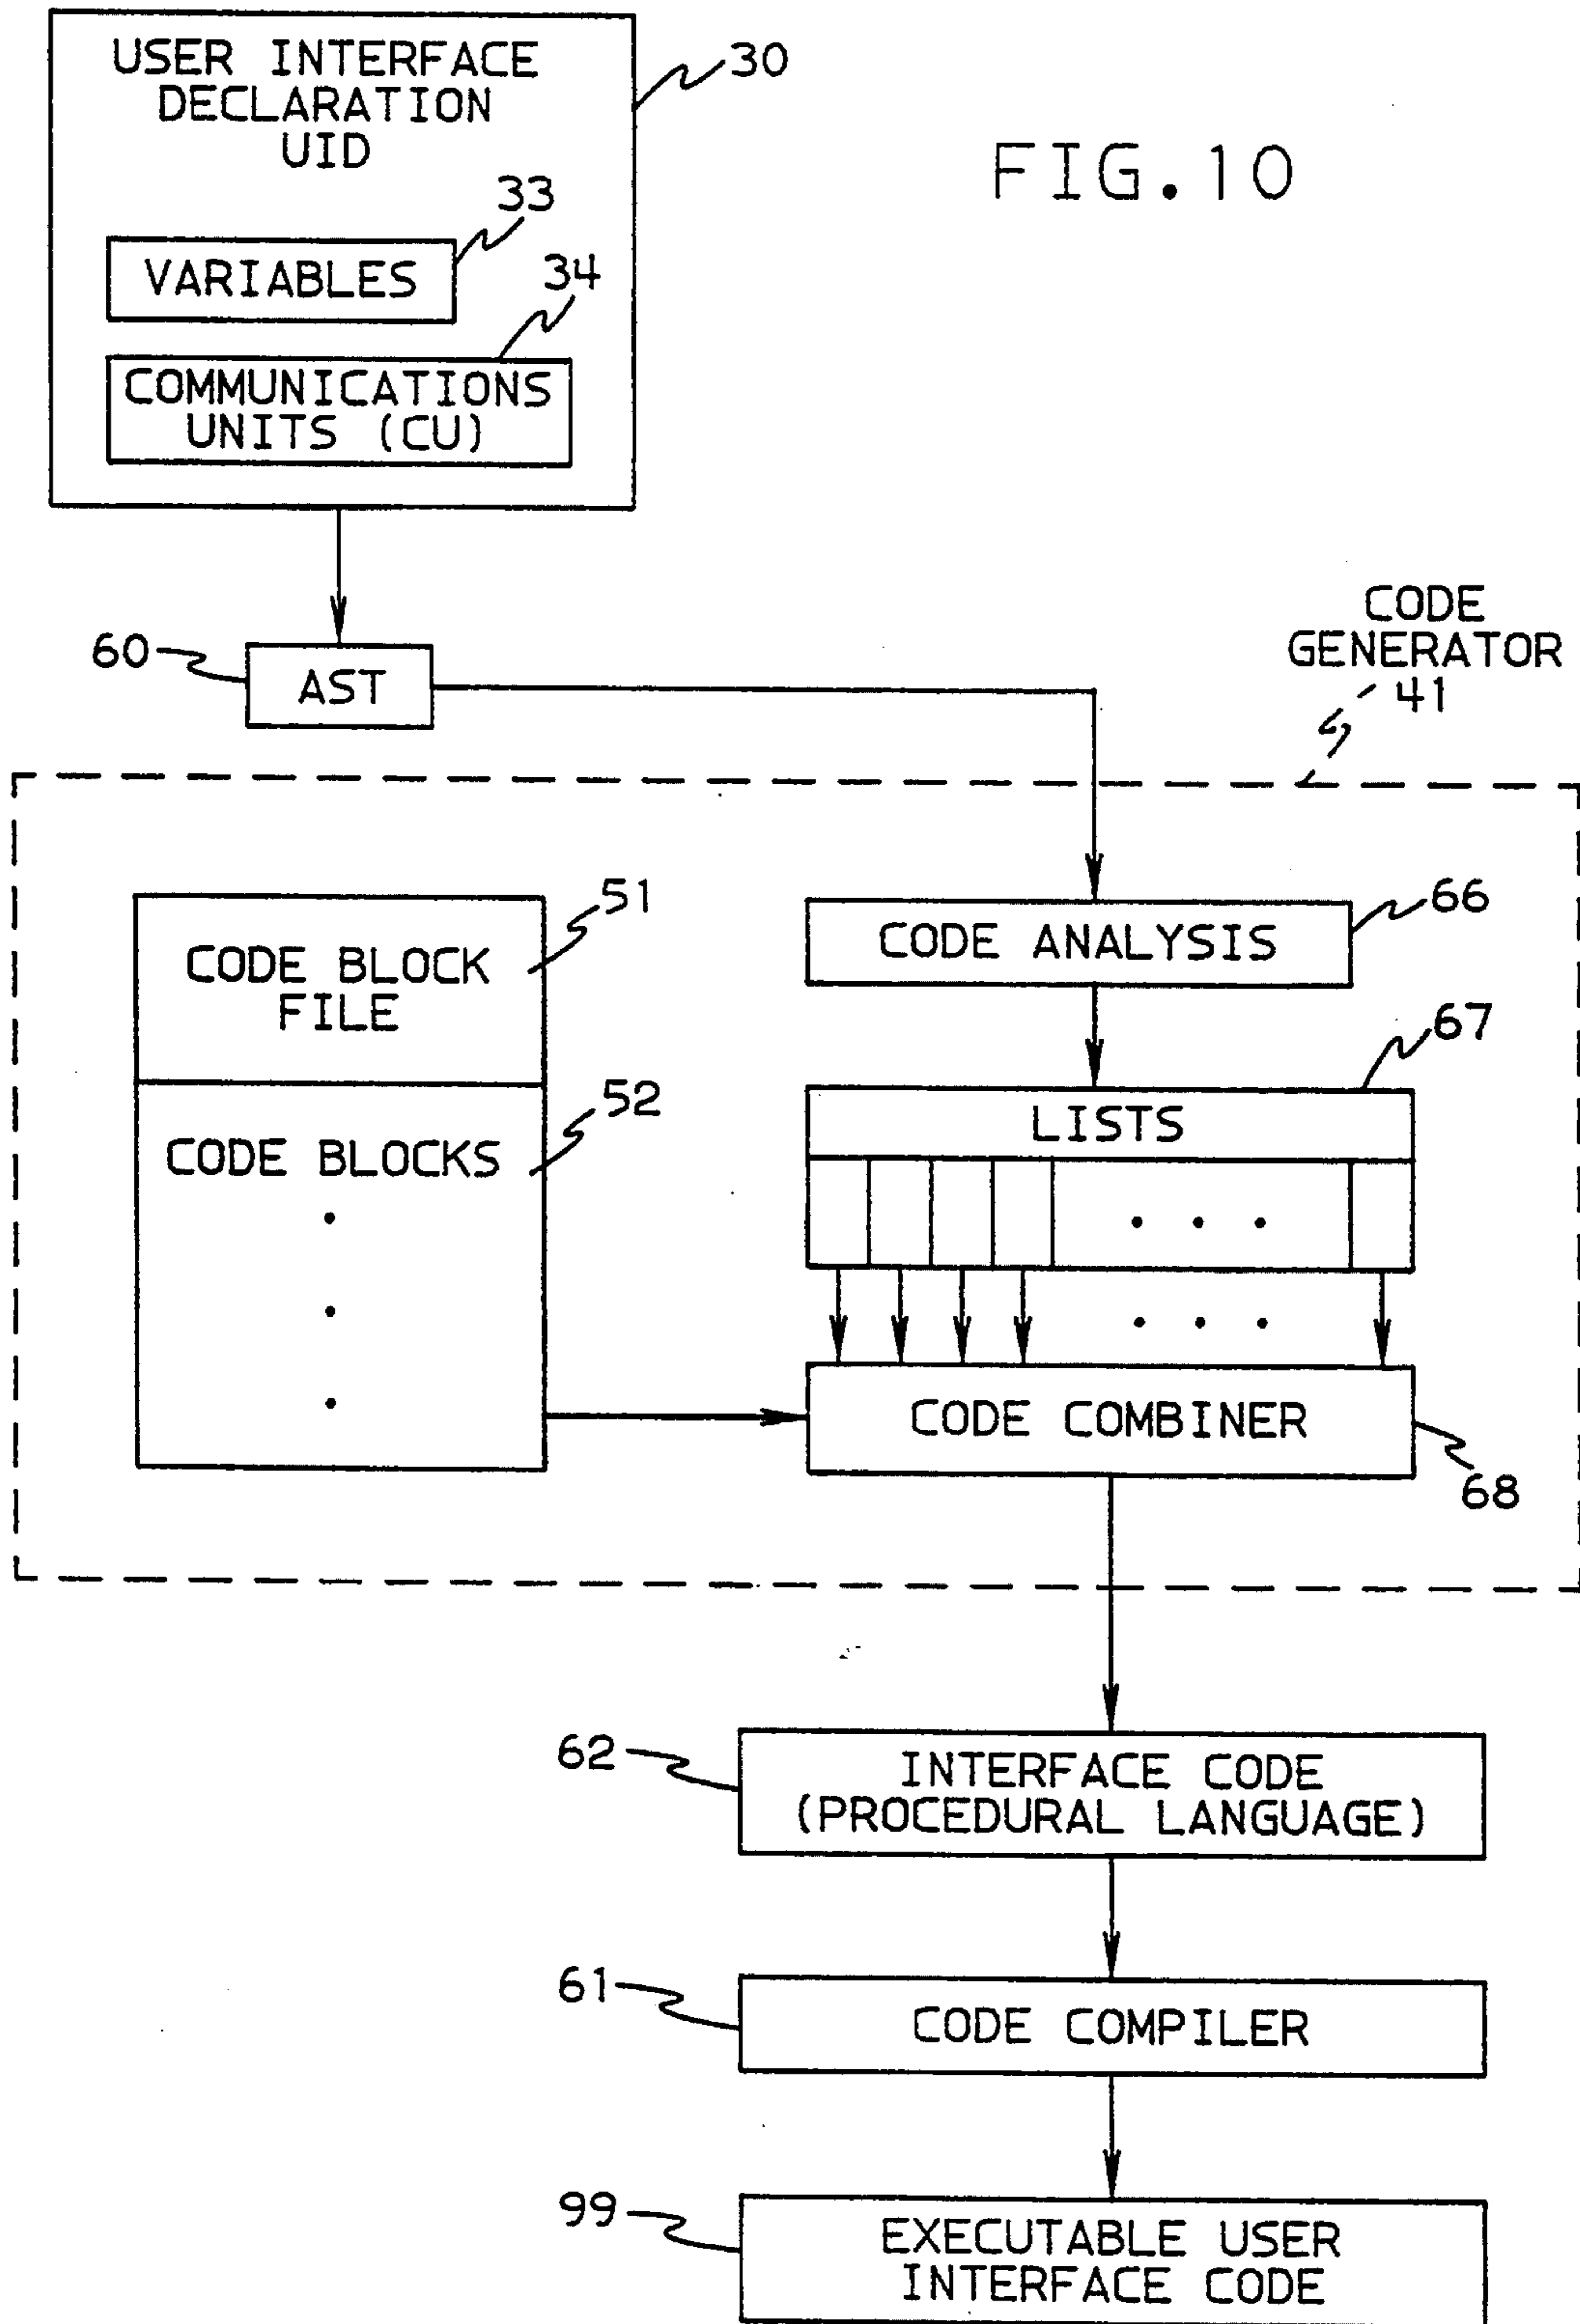 USER INTERFACE
DECLARATION
UID
30
FIG.10
33
VARIABLES
34
COMMUNICATIONS
UNITS (CU)
60
AST
CODE
GENERATOR
41
51
CODE BLOCK
FILE
52
CODE BLOCKS
66
CODE ANALYSIS
67
LISTS
CODE COMBINER
68
62
INTERFACE CODE
(PROCEDURAL LANGUAGE)
61
CODE COMPILER
99
EXECUTABLE USER
INTERFACE CODE